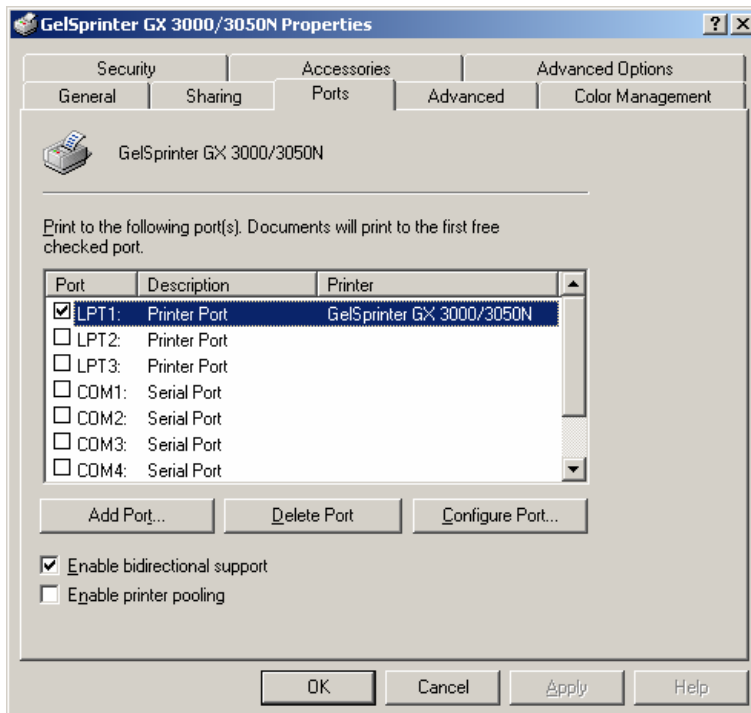 GelSprinter GX 3000/3050N Properties
Security Accessories Advanced Options
General Sharing Ports Advanced Color Management
GelSprinter GX 3000/3050N
Print to the following port(s). Documents will print to the first free
checked port.
Port Description Printer
LPT1: Printer Port GelSprinter GX 3000/3050N
LPT2: Printer Port
LPT3: Printer Port
COM1: Serial Port
COM2: Serial Port
COM3: Serial Port
COM4: Serial Port
Add Port... Delete Port Configure Port...
Enable bidirectional support
Enable printer pooling
OK Cancel Apply Help